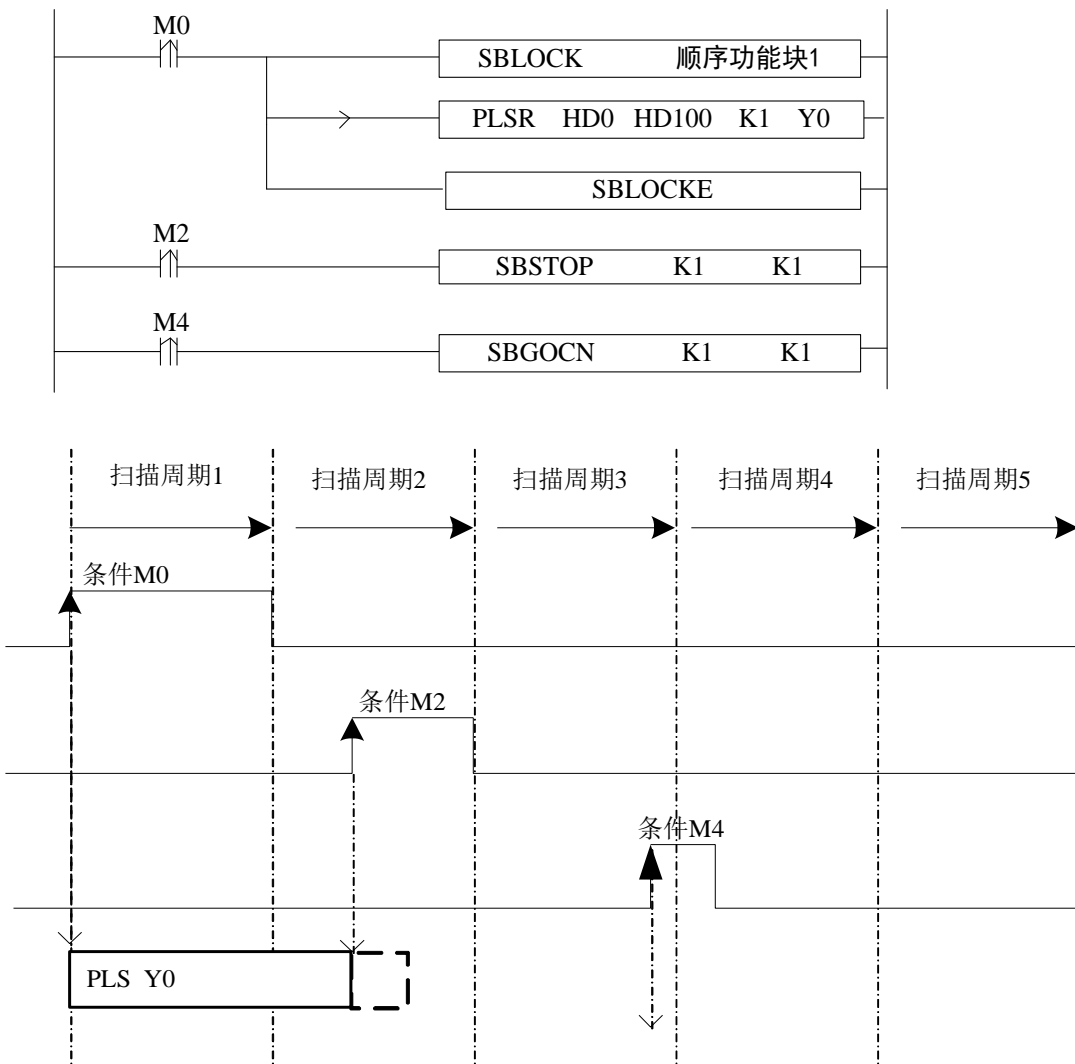 M0
SBLOCK 顺序功能块1
PLSR HD0 HD100 K1 Y0
SBLOCKE
M2
SBSTOP K1 K1
M4
SBGOCN K1 K1
扫描周期1 扫描周期2 扫描周期3 扫描周期4 扫描周期5
条件M0
条件M2
条件M4
PLS Y0